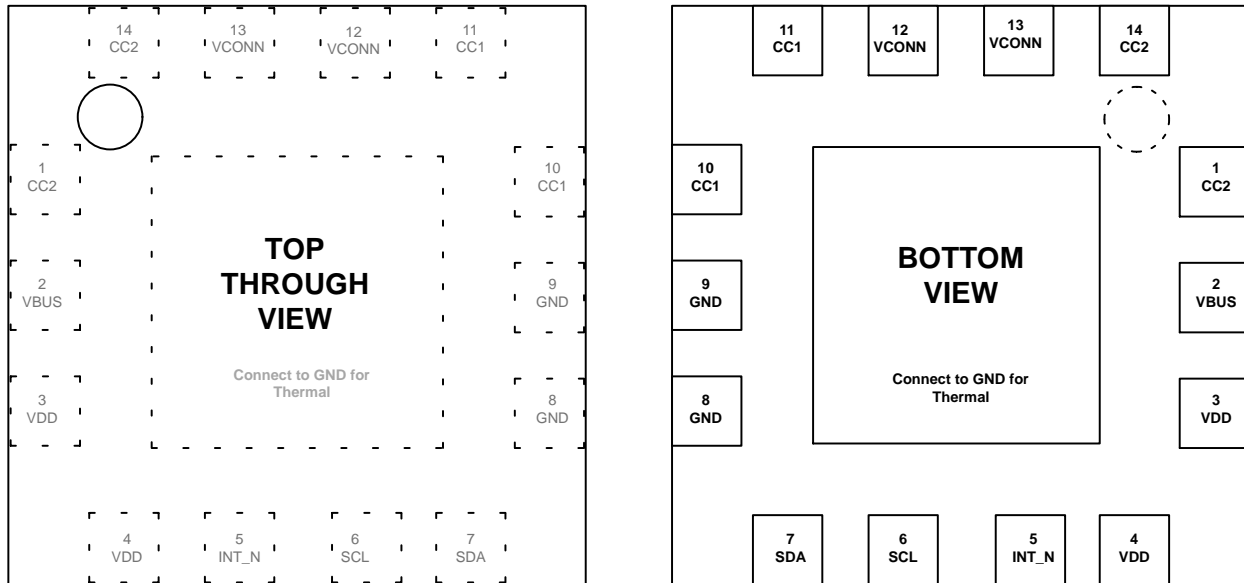 14
CC2
13
VCONN
12
VCONN
11
CC1
1
CC2
10
CC1
2
VBUS
9
GND
3
VDD
8
GND
TOP
THROUGH
VIEW
Connect to GND for
Thermal
4
VDD
5
INT_N
6
SCL
7
SDA
11
CC1
12
VCONN
13
VCONN
14
CC2
10
CC1
1
CC2
9
GND
2
VBUS
8
GND
3
VDD
BOTTOM
VIEW
Connect to GND for
Thermal
7
SDA
6
SCL
5
INT_N
4
VDD